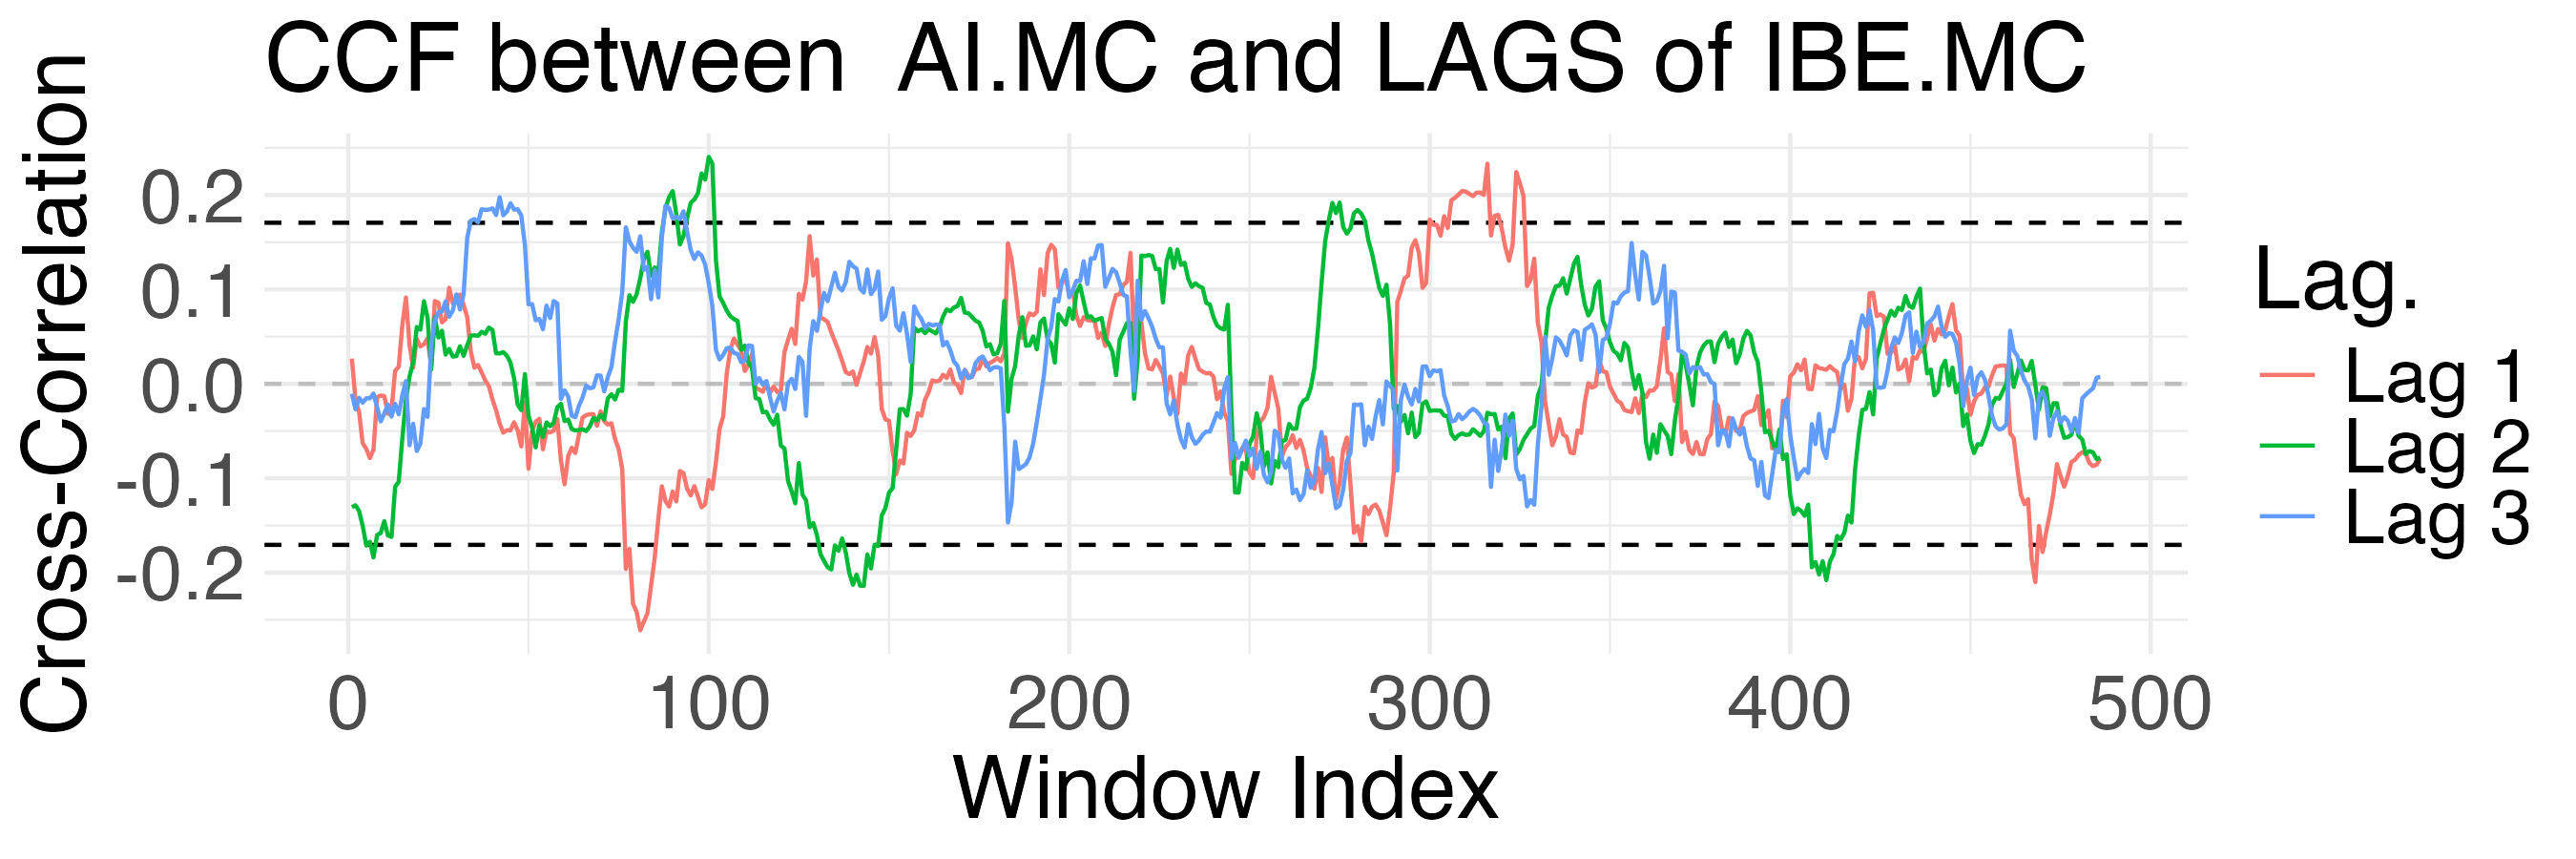 CCF between  AI.MC and LAGS of IBE.MC
Cross-Correlation
0.2
0.1
0.0
-0.1
-0.2
0 100 200 300 400 500
Window Index
Lag.
Lag 1
Lag 2
Lag 3